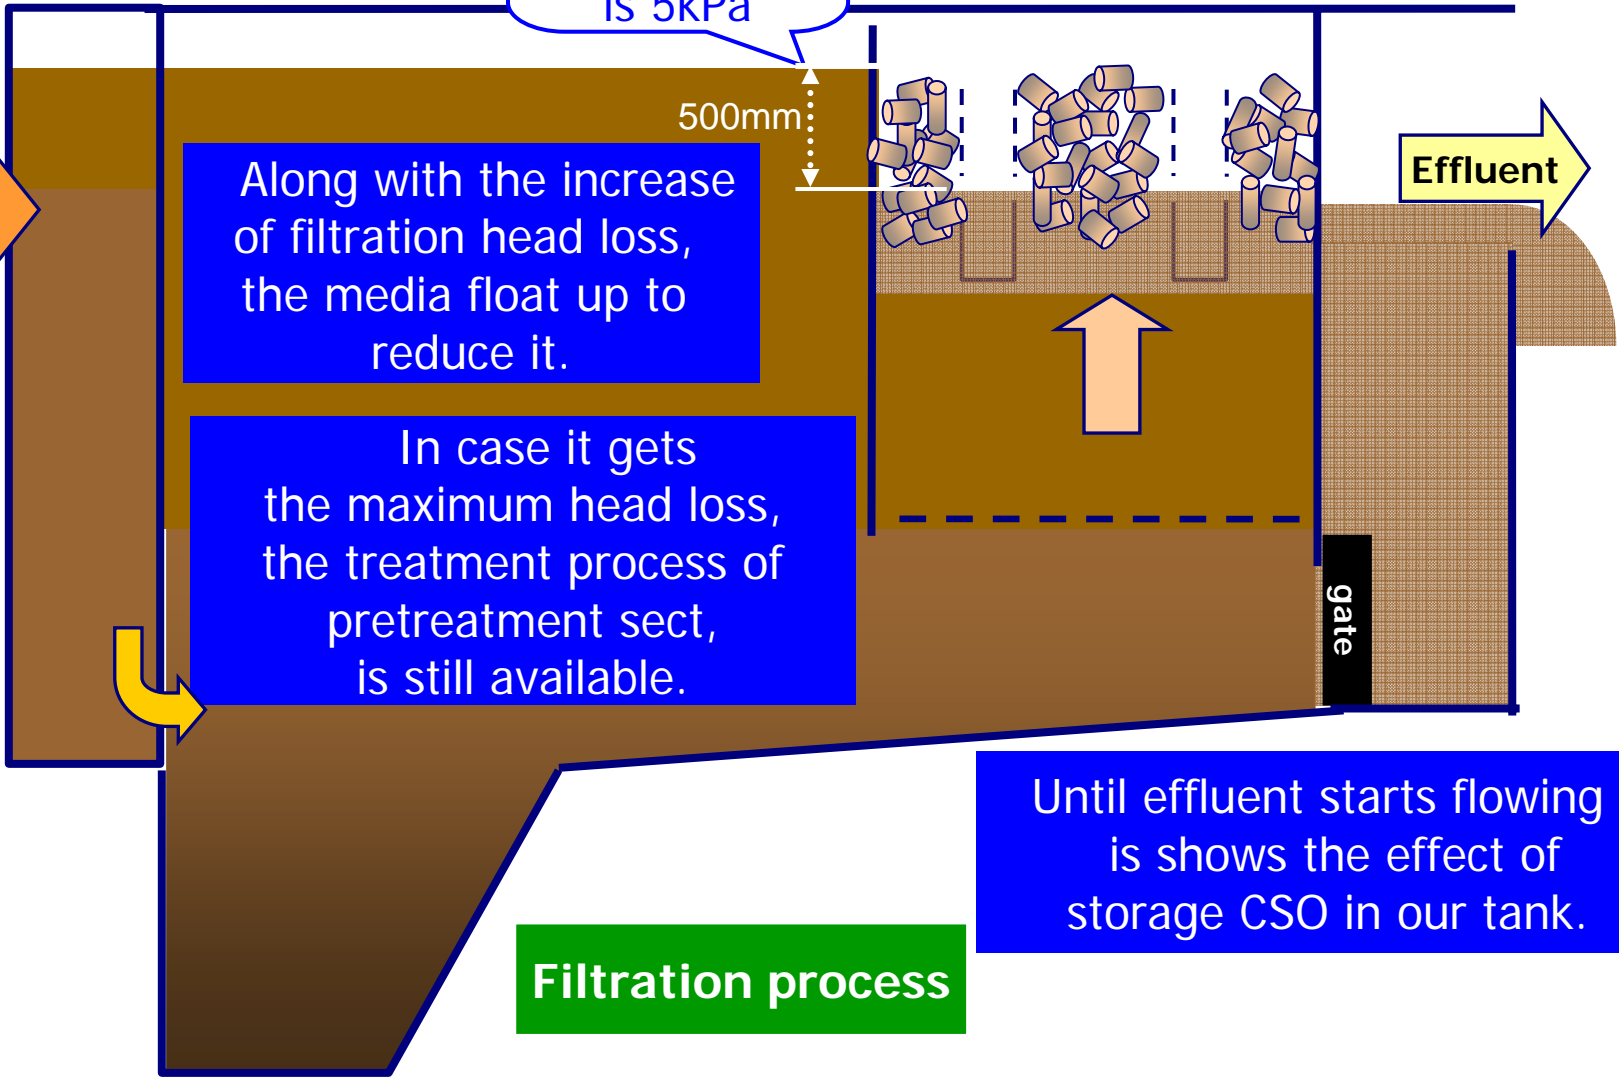 is 5kPa
500mm
Along with the increase
of filtration head loss,
the media float up to
reduce it.
Effluent
In case it gets
the maximum head loss,
the treatment process of
pretreatment sect,
is still available.
gate
Until effluent starts flowing
is shows the effect of
storage CSO in our tank.
Filtration process